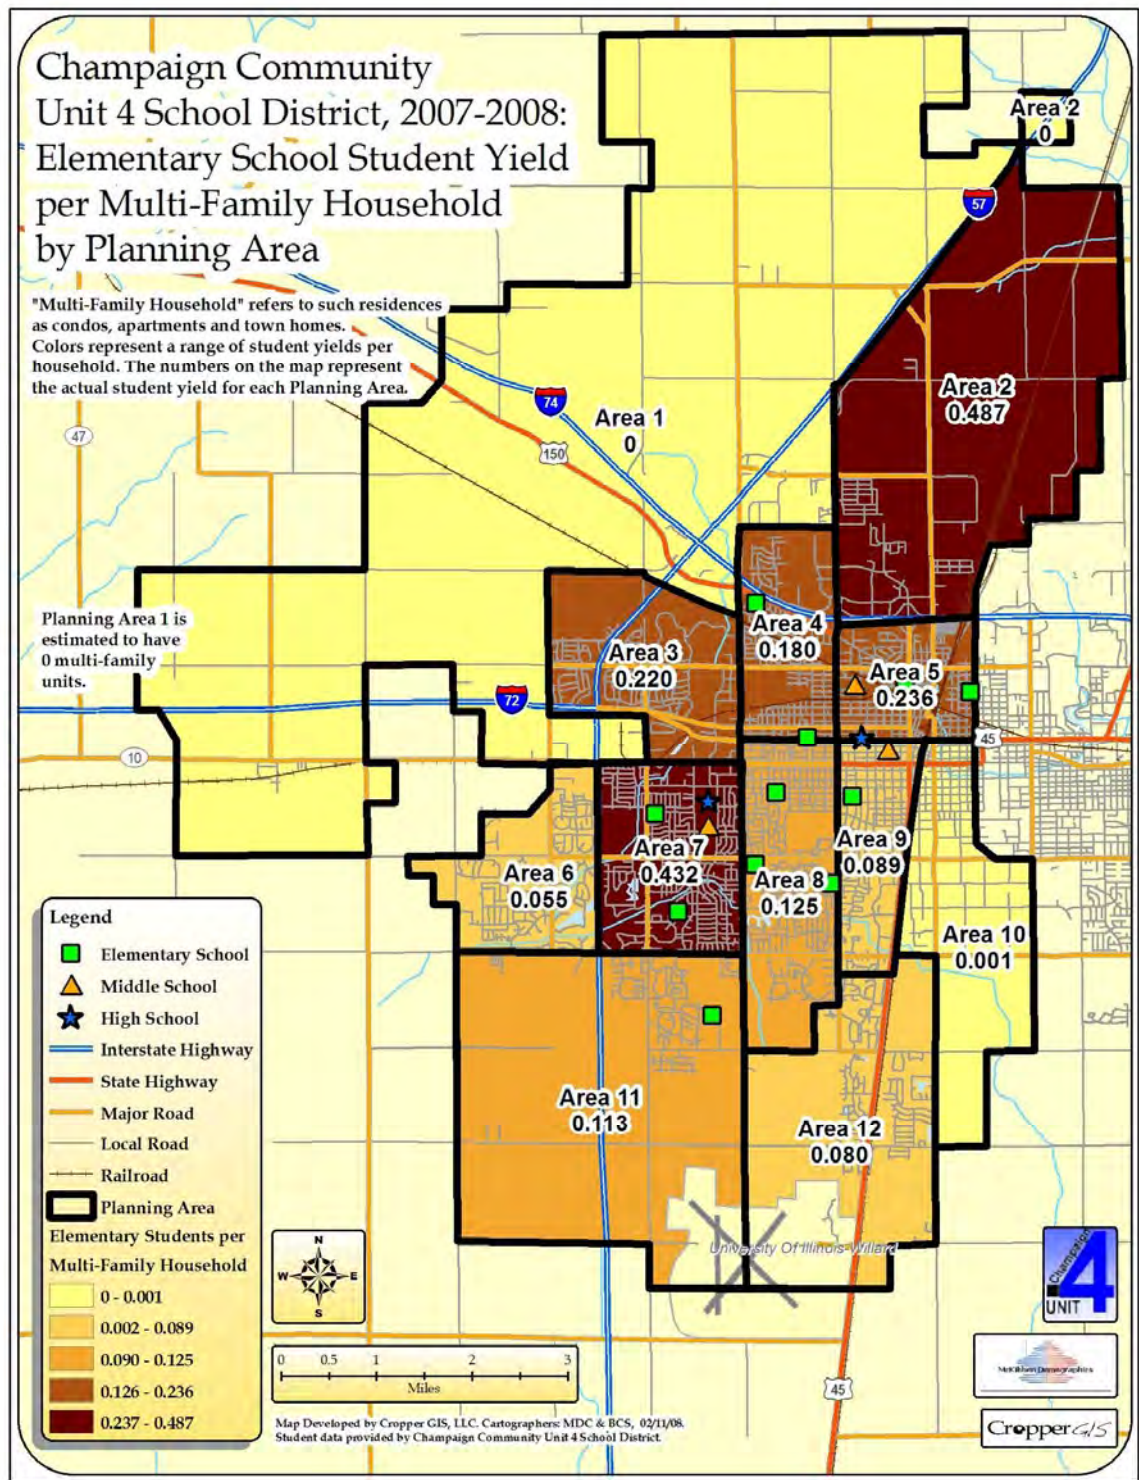 Champaign Community
Unit 4 School District, 2007-2008:
Elementary School Student Yield
per Multi-Family Household
by Planning Area
"Multi-Family Household" refers to such residences
as condos, apartments and town homes.
Colors represent a range of student yields per
household. The numbers on the map represent
the actual student yield for each Planning Area.
Area 2
0
57
Area 2
0.487
74
Area 1
0
47
150
Planning Area 1 is
estimated to have
0 multi-family
units.
Area 4
0.180
Area 3
0.220
Area 5
0.236
72
10
45
Area 9
0.089
Area 7
0.432
Area 6
0.055
Area 8
0.125
Area 10
0.001
Area 11
0.113
Area 12
0.080
University Of Illinois-Willard
45
Legend
Elementary School
Middle School
High School
Interstate Highway
State Highway
Major Road
Local Road
Railroad
Planning Area
Elementary Students per
Multi-Family Household
0 - 0.001
0.002 - 0.089
0.090 - 0.125
0.126 - 0.236
0.237 - 0.487
N
W E
S
0 0.5 1 2 3
Miles
Map Developed by Cropper GIS, LLC. Cartographers: MDC & BCS, 02/11/08.
Student data provided by Champaign Community Unit 4 School District.
Champaign
4
UNIT
McKibben Demographics
Cropper GIS